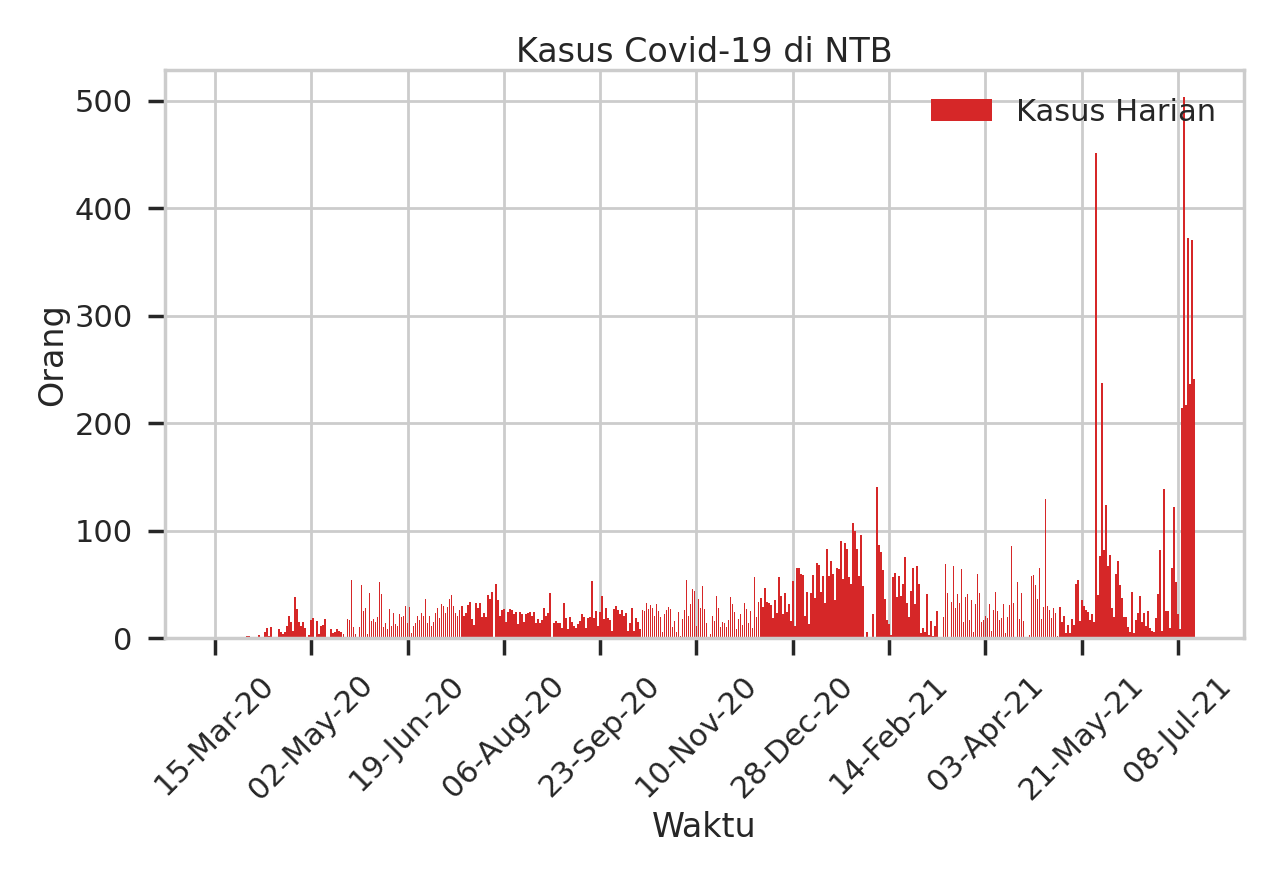 Kasus Covid-19 di NTB
Kasus Harian
Orang
500
400
300
200
100
0
15-Mar-20
02-May-20
19-Jun-20
06-Aug-20
23-Sep-20
10-Nov-20
28-Dec-20
14-Feb-21
03-Apr-21
21-May-21
08-Jul-21
Waktu